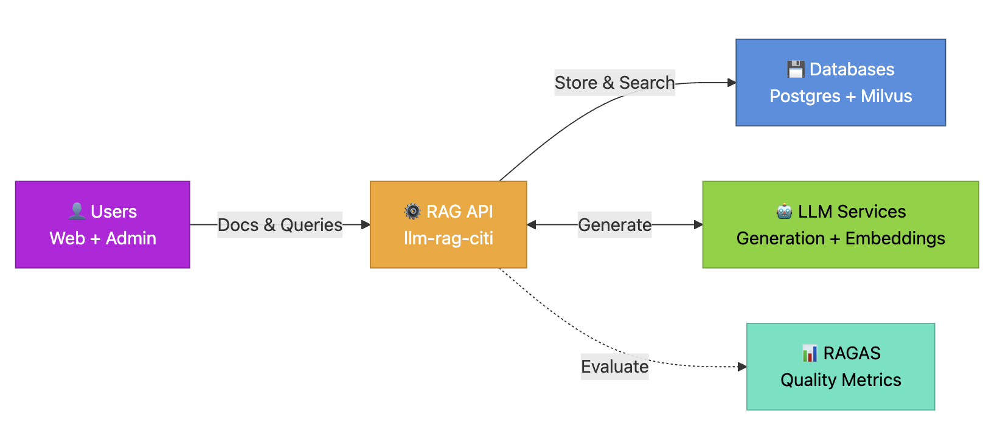 Users
Web + Admin
Docs & Queries
RAG API
llm-rag-citi
Store & Search
Databases
Postgres + Milvus
Generate
LLM Services
Generation + Embeddings
Evaluate
RAGAS
Quality Metrics